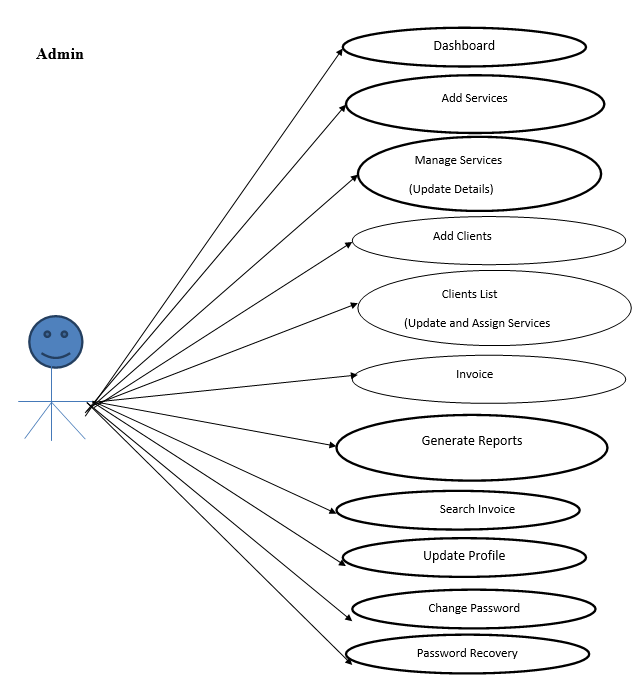 Admin
Dashboard
Add Services
Manage Services
(Update Details)
Add Clients
Clients List
(Update and Assign Services
Invoice
Generate Reports
Search Invoice
Update Profile
Change Password
Password Recovery